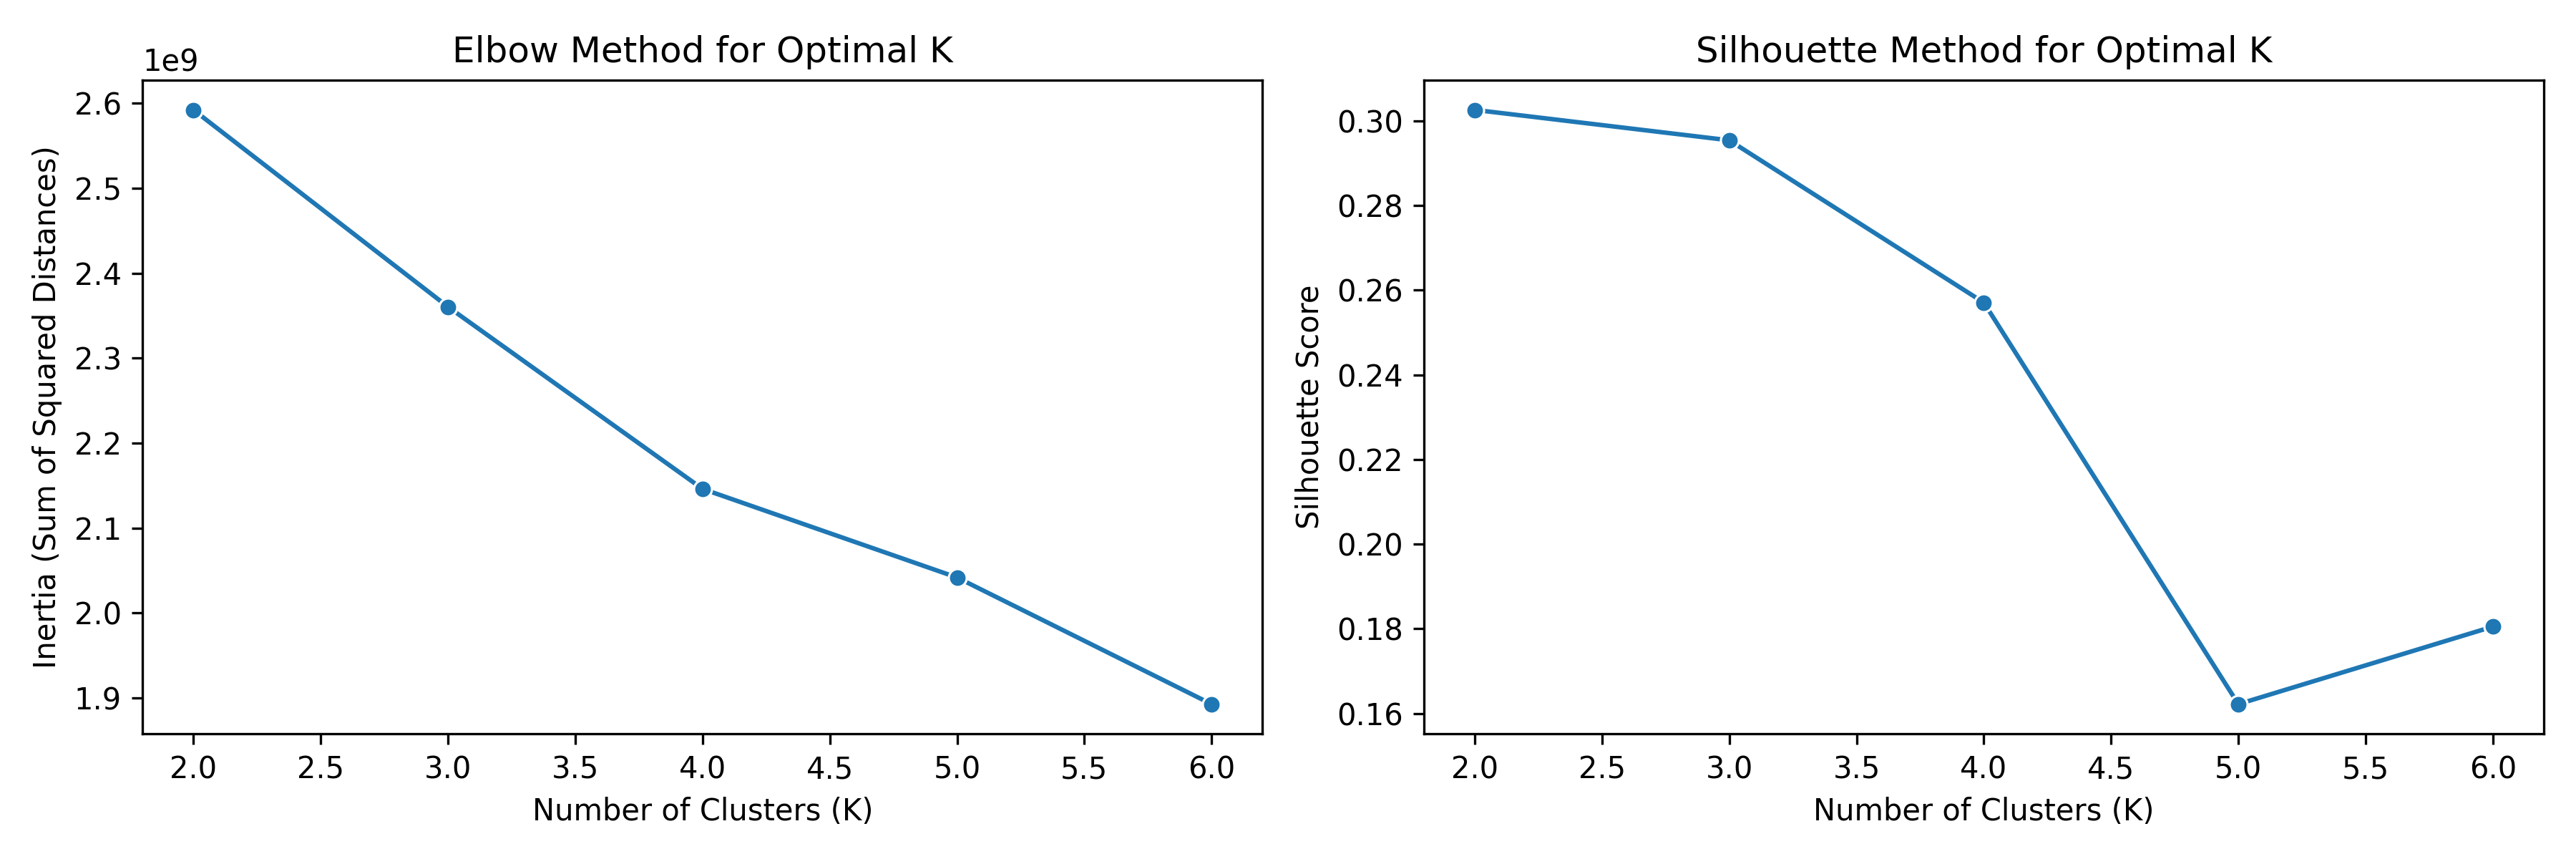 Elbow Method for Optimal K
1e9
2.6
2.5
2.4
2.3
2.2
2.1
2.0
1.9
Inertia (Sum of Squared Distances)
2.0 2.5 3.0 3.5 4.0 4.5 5.0 5.5 6.0
Number of Clusters (K)
Silhouette Method for Optimal K
0.30
0.28
0.26
0.24
0.22
0.20
0.18
0.16
Silhouette Score
2.0 2.5 3.0 3.5 4.0 4.5 5.0 5.5 6.0
Number of Clusters (K)